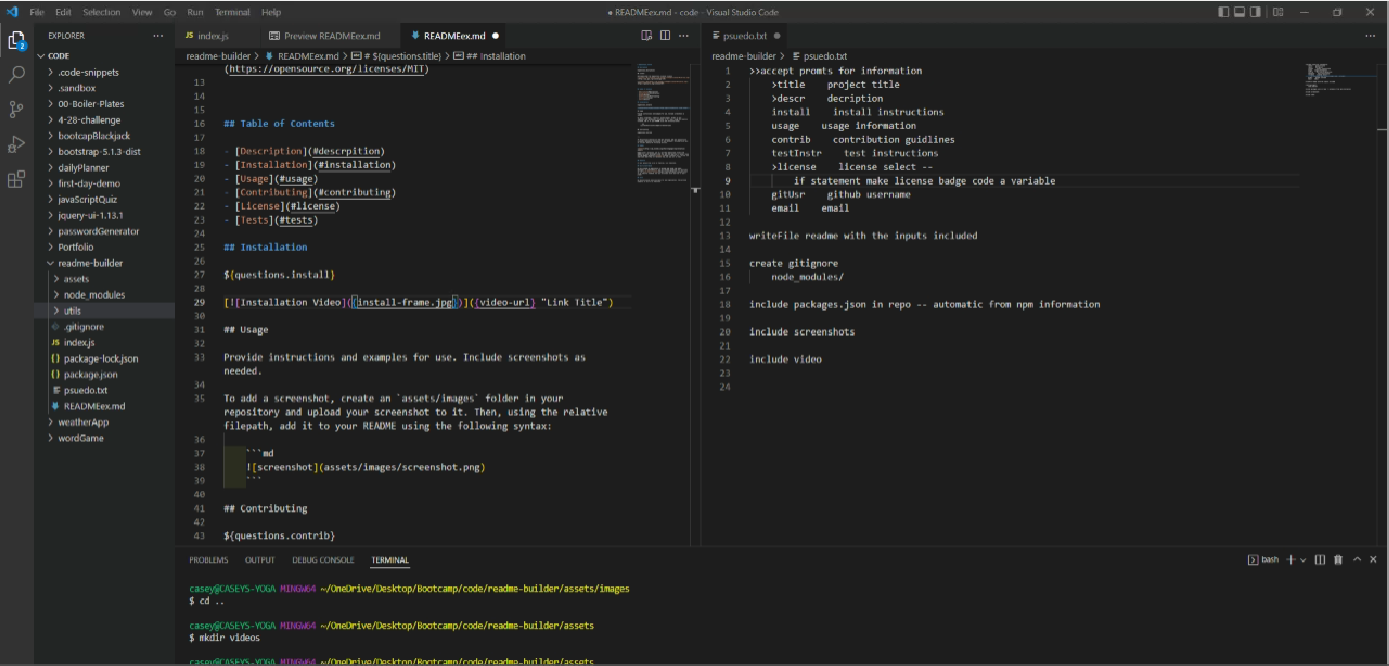 File Edit Selection View Go Run Terminal Help
● READMEex.md - code - Visual Studio Code
2
EXPLORER ...
CODE
.code-snippets
.sandbox
00-Boiler-Plates
4-28-challenge
bootcapBlackjack
bootstrap-5.1.3-dist
dailyPlanner
first-day-demo
javaScriptQuiz
jquery-ui-1.13.1
passwordGenerator
Portfolio
readme-builder
assets
node_modules
utils
.gitignore
JS index.js
{} package-lock.json
{} package.json
psuedo.txt
READMEex.md
weatherApp
wordGame
JS index.js Preview READMEex.md READMEex.md ●
readme-builder > READMEex.md > # ${questions.title} > ## Installation
(https://opensource.org/licenses/MIT)
13
14
15
16 ## Table of Contents
17
18 - [Description](#descrpition)
19 - [Installation](#installation)
20 - [Usage](#usage)
21 - [Contributing](#contributing)
22 - [License](#license)
23 - [Tests](#tests)
24
25 ## Installation
26
27 ${questions.install}
28
29 [![Installation Video]({install-frame.jpg})]({video-url} "Link Title")
30
31 ## Usage
32
33 Provide instructions and examples for use. Include screenshots as
needed.
34
35 To add a screenshot, create an `assets/images` folder in your
repository and upload your screenshot to it. Then, using the relative
filepath, add it to your README using the following syntax:
36
37 ```md
38 ![screenshot](assets/images/screenshot.png)
39 ```
40
41 ## Contributing
42
43 ${questions.contrib}
psuedo.txt ●
readme-builder > psuedo.txt
1 >>accept promts for information
2 >title project title
3 >descr decription
4 install install instructions
5 usage usage information
6 contrib contribution guidlines
7 testInstr test instructions
8 >license license select --
9 if statement make license badge code a variable
10 gitUsr github username
11 email email
12
13 writeFile readme with the inputs included
14
15 create gitignore
16 node_modules/
17
18 include packages.json in repo -- automatic from npm information
19
20 include screenshots
21
22 include video
23
24
PROBLEMS OUTPUT DEBUG CONSOLE TERMINAL
bash
casey@CASEYS-YOGA MINGW64 ~/OneDrive/Desktop/Bootcamp/code/readme-builder/assets/images
$ cd ..
casey@CASEYS-YOGA MINGW64 ~/OneDrive/Desktop/Bootcamp/code/readme-builder/assets
$ mkdir videos
casey@CASEYS-YOGA MINGW64 ~/OneDrive/Desktop/Bootcamp/code/readme-builder/assets